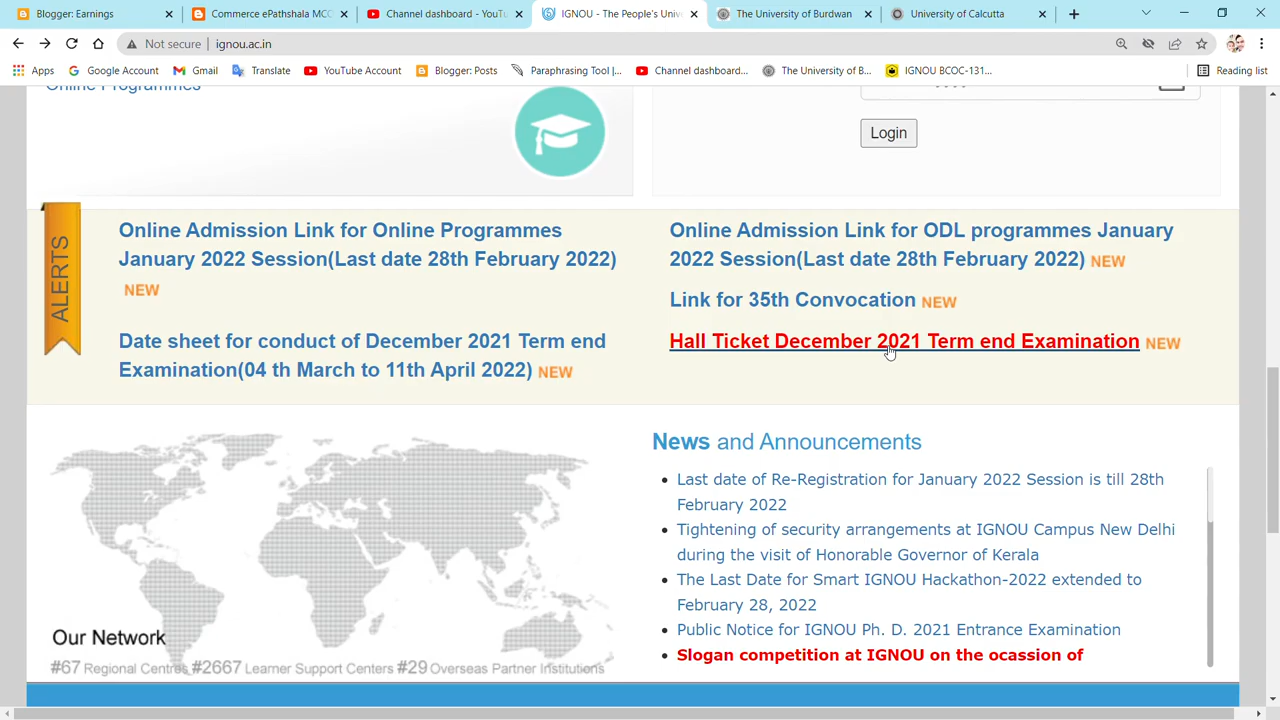 Blogger: Earnings
Commerce ePathshala MCC
Channel dashboard - YouTu
IGNOU - The People's Unive
The University of Burdwan
University of Calcutta
Not secure | ignou.ac.in
Apps
Google Account
Gmail
Translate
YouTube Account
Blogger: Posts
Paraphrasing Tool |...
Channel dashboard...
The University of B...
IGNOU BCOC-131...
Reading list
Online Programmes
Login
ALERTS
Online Admission Link for Online Programmes
January 2022 Session(Last date 28th February 2022)
NEW
Date sheet for conduct of December 2021 Term end
Examination(04 th March to 11th April 2022) NEW
Online Admission Link for ODL programmes January
2022 Session(Last date 28th February 2022) NEW
Link for 35th Convocation NEW
Hall Ticket December 2021 Term end Examination NEW
Our Network
#67 Regional Centres #2667 Learner Support Centers #29 Overseas Partner Institutions
News and Announcements
Last date of Re-Registration for January 2022 Session is till 28th
February 2022
Tightening of security arrangements at IGNOU Campus New Delhi
during the visit of Honorable Governor of Kerala
The Last Date for Smart IGNOU Hackathon-2022 extended to
February 28, 2022
Public Notice for IGNOU Ph. D. 2021 Entrance Examination
Slogan competition at IGNOU on the ocassion of